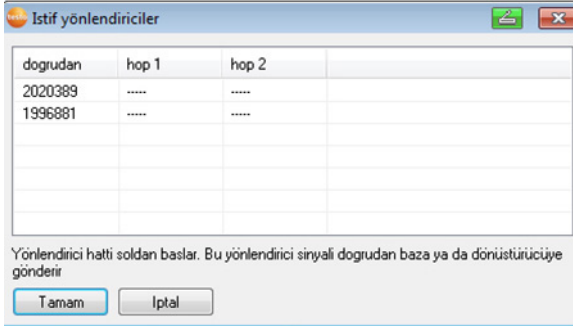 testo Istif yönlendiriciler
dogrudan hop 1 hop 2
2020389 ----- -----
1996881 ----- -----
Yönlendirici hatti soldan baslar. Bu yönlendirici sinyali dogrudan baza ya da dönüstürücüye
gönderir
Tamam Iptal